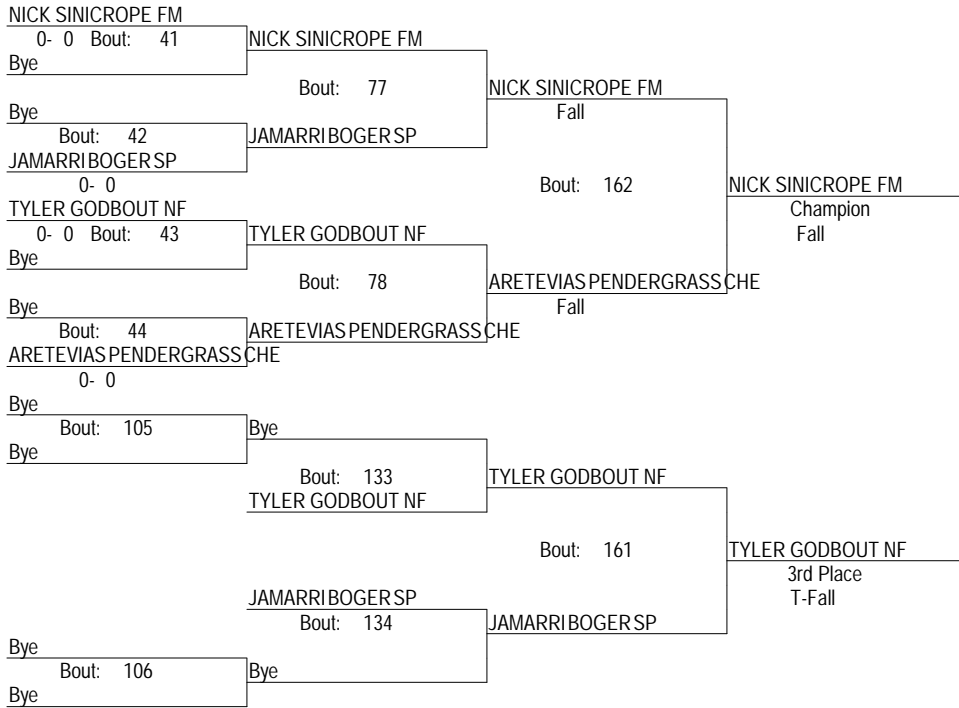 NICK SINICROPE FM
0- 0 Bout: 41 NICK SINICROPE FM
Bye
Bout: 77 NICK SINICROPE FM
Bye Fall
Bout: 42 JAMARRI BOGER SP
JAMARRI BOGER SP
0- 0 Bout: 162 NICK SINICROPE FM
TYLER GODBOUT NF Champion
0- 0 Bout: 43 TYLER GODBOUT NF Fall
Bye
Bout: 78 ARETEVIAS PENDERGRASS CHE
Bye Fall
Bout: 44 ARETEVIAS PENDERGRASS CHE
ARETEVIAS PENDERGRASS CHE
0- 0
Bye
Bout: 105 Bye
Bye
Bout: 133 TYLER GODBOUT NF
TYLER GODBOUT NF
Bout: 161 TYLER GODBOUT NF
3rd Place
JAMARRI BOGER SP T-Fall
Bout: 134 JAMARRI BOGER SP
Bye
Bout: 106 Bye
Bye